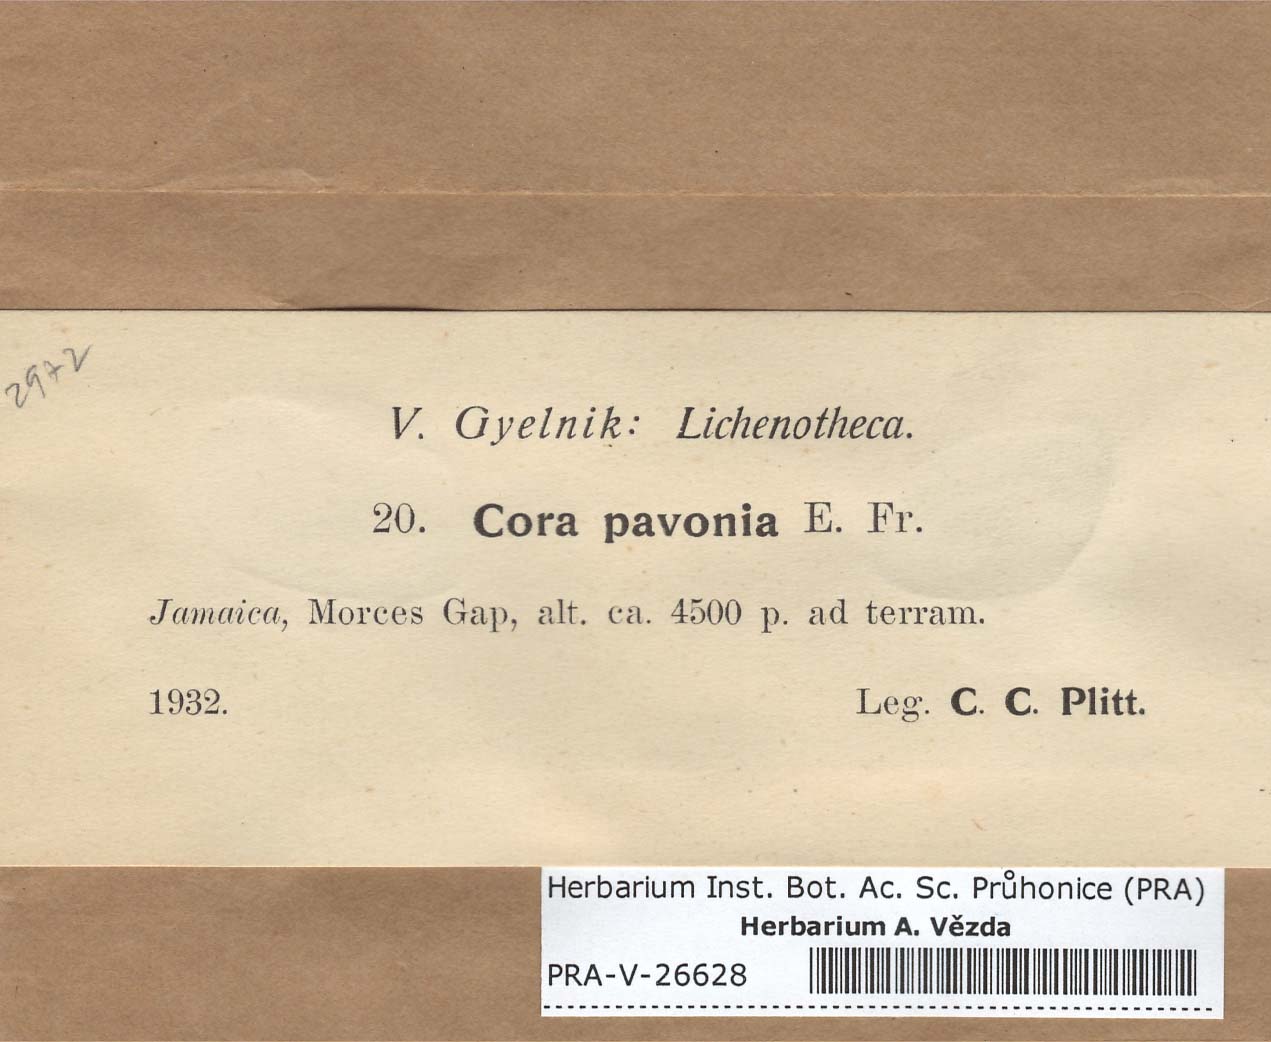 2972
V. Gyelnik: Lichenotheca.
20. Cora pavonia E. Fr.
Jamaica, Morces Gap, alt. ca. 4500 p. ad terram.
1932. Leg. C. C. Plitt.
Herbarium Inst. Bot. Ac. Sc. Průhonice (PRA)
Herbarium A. Vězda
PRA-V-26628